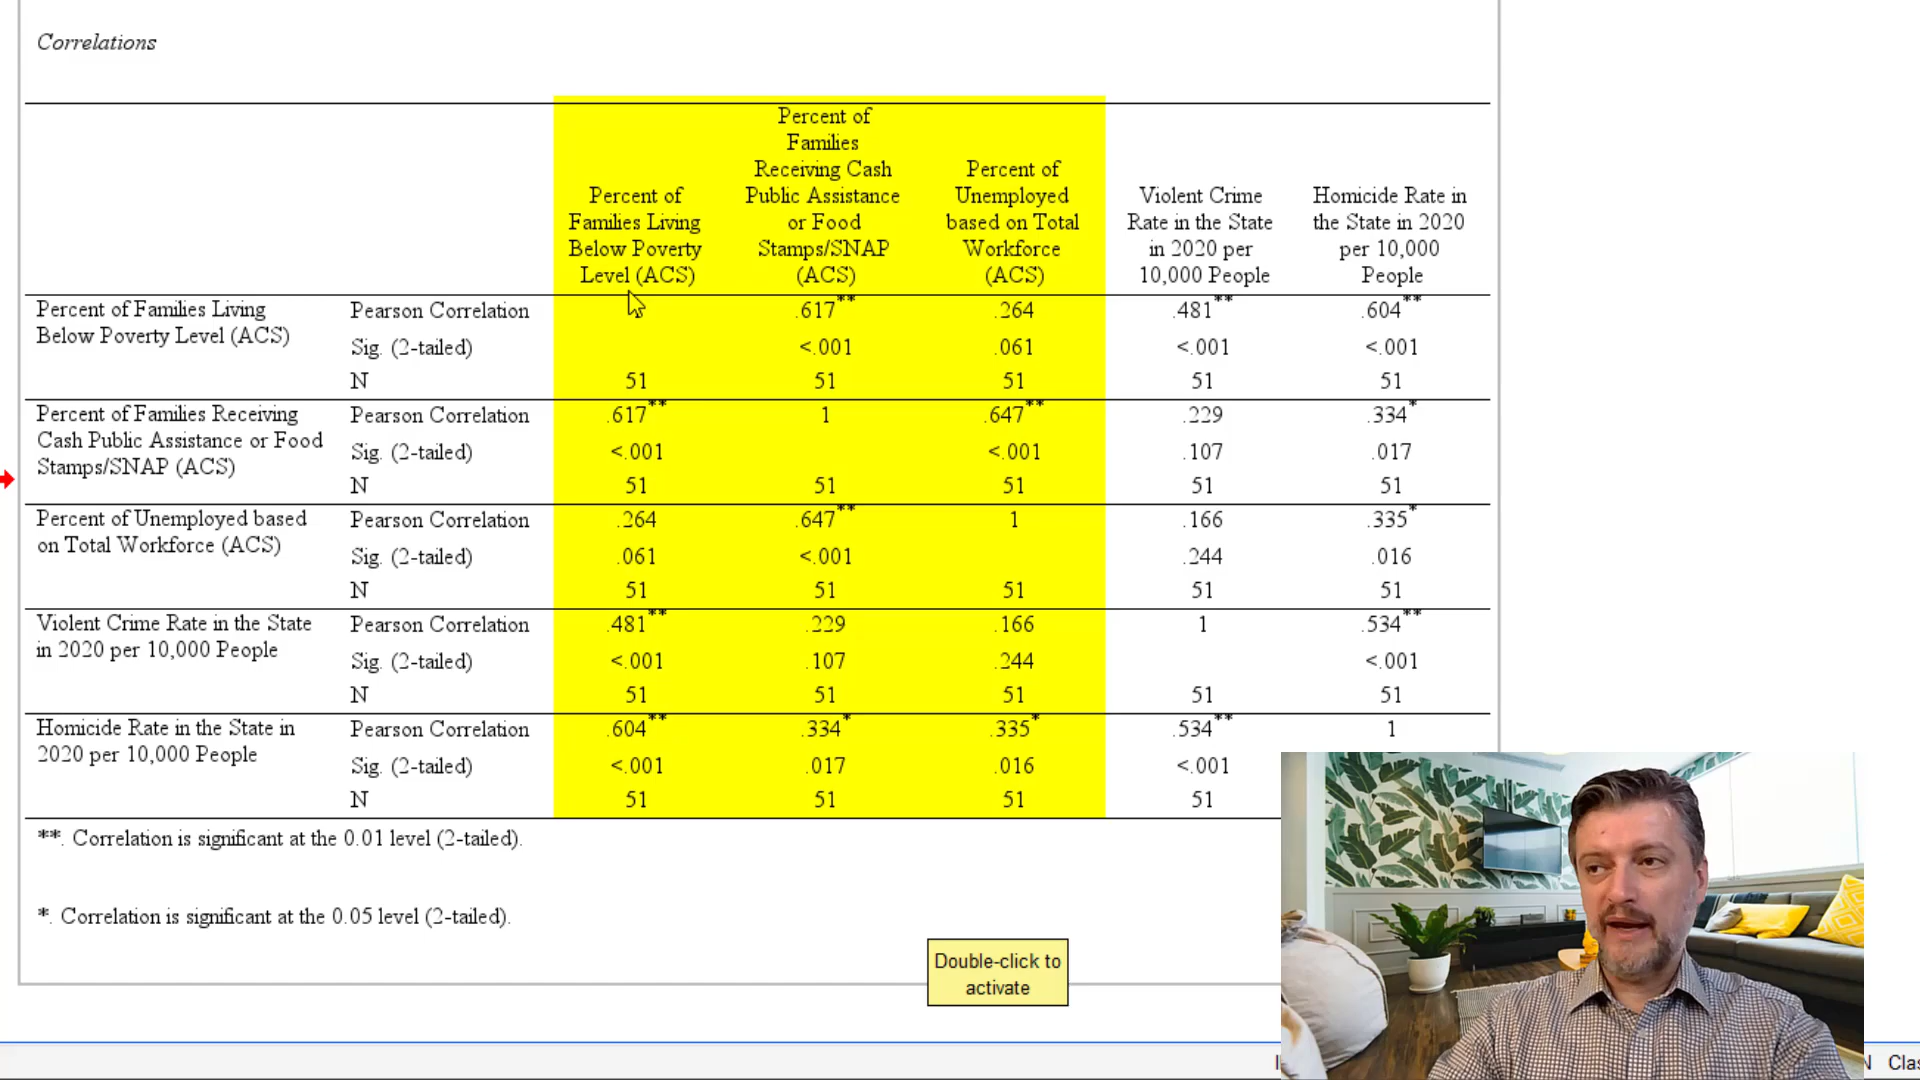 Correlations
Percent of Families Living Below Poverty Level (ACS)
Percent of Families Receiving Cash Public Assistance or Food Stamps/SNAP (ACS)
Percent of Unemployed based on Total Workforce (ACS)
Violent Crime Rate in the State in 2020 per 10,000 People
Homicide Rate in the State in 2020 per 10,000 People
Percent of Families Living Below Poverty Level (ACS)
Pearson Correlation .617** .264 .481** .604**
Sig. (2-tailed) <.001 .061 <.001 <.001
N 51 51 51 51 51
Percent of Families Receiving Cash Public Assistance or Food Stamps/SNAP (ACS)
Pearson Correlation .617** 1 .647** .229 .334*
Sig. (2-tailed) <.001 <.001 .107 .017
N 51 51 51 51 51
Percent of Unemployed based on Total Workforce (ACS)
Pearson Correlation .264 .647** 1 .166 .335*
Sig. (2-tailed) .061 <.001 .244 .016
N 51 51 51 51 51
Violent Crime Rate in the State in 2020 per 10,000 People
Pearson Correlation .481** .229 .166 1 .534**
Sig. (2-tailed) <.001 .107 .244 <.001
N 51 51 51 51 51
Homicide Rate in the State in 2020 per 10,000 People
Pearson Correlation .604** .334* .335* .534** 1
Sig. (2-tailed) <.001 .017 .016 <.001
N 51 51 51 51
**. Correlation is significant at the 0.01 level (2-tailed).
*. Correlation is significant at the 0.05 level (2-tailed).
Double-click to
activate